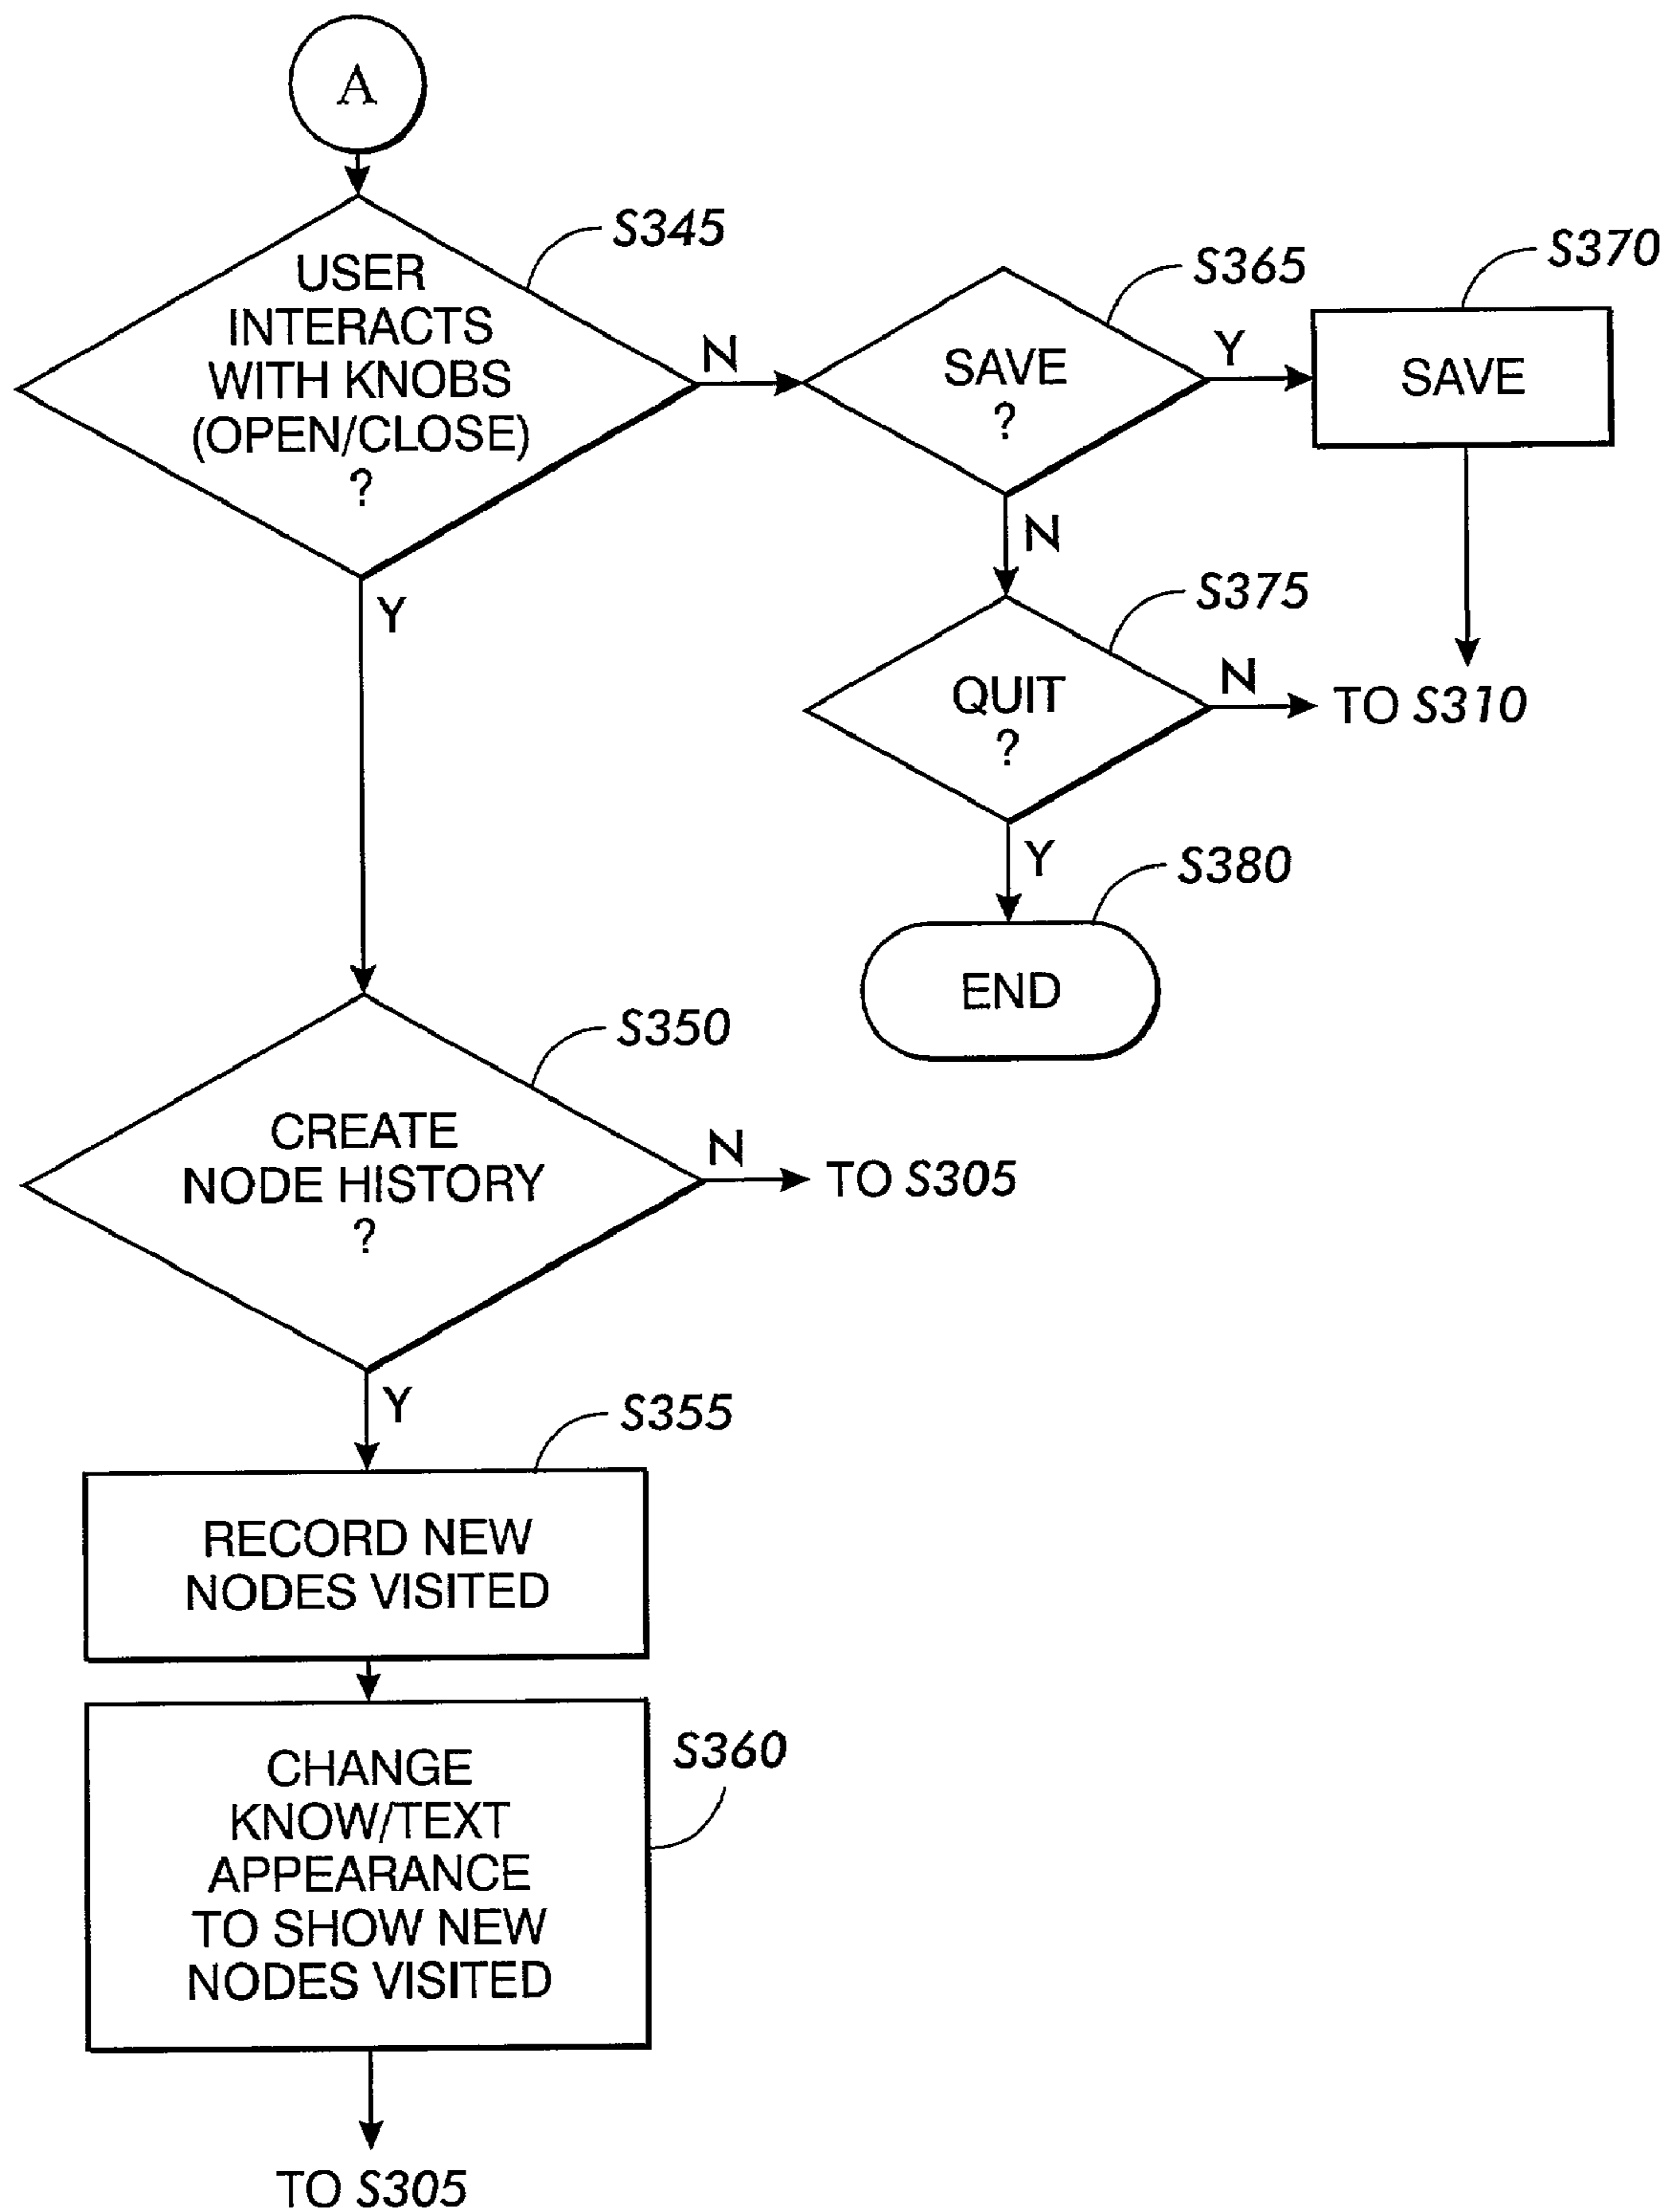 A
S345
USER
INTERACTS
WITH KNOBS
(OPEN/CLOSE)
?
N
Y
S365
SAVE
?
Y
N
S370
SAVE
S375
QUIT
?
N
TO S310
Y
S380
END
S350
CREATE
NODE HISTORY
?
N
TO S305
Y
S355
RECORD NEW
NODES VISITED
S360
CHANGE
KNOW/TEXT
APPEARANCE
TO SHOW NEW
NODES VISITED
TO S305